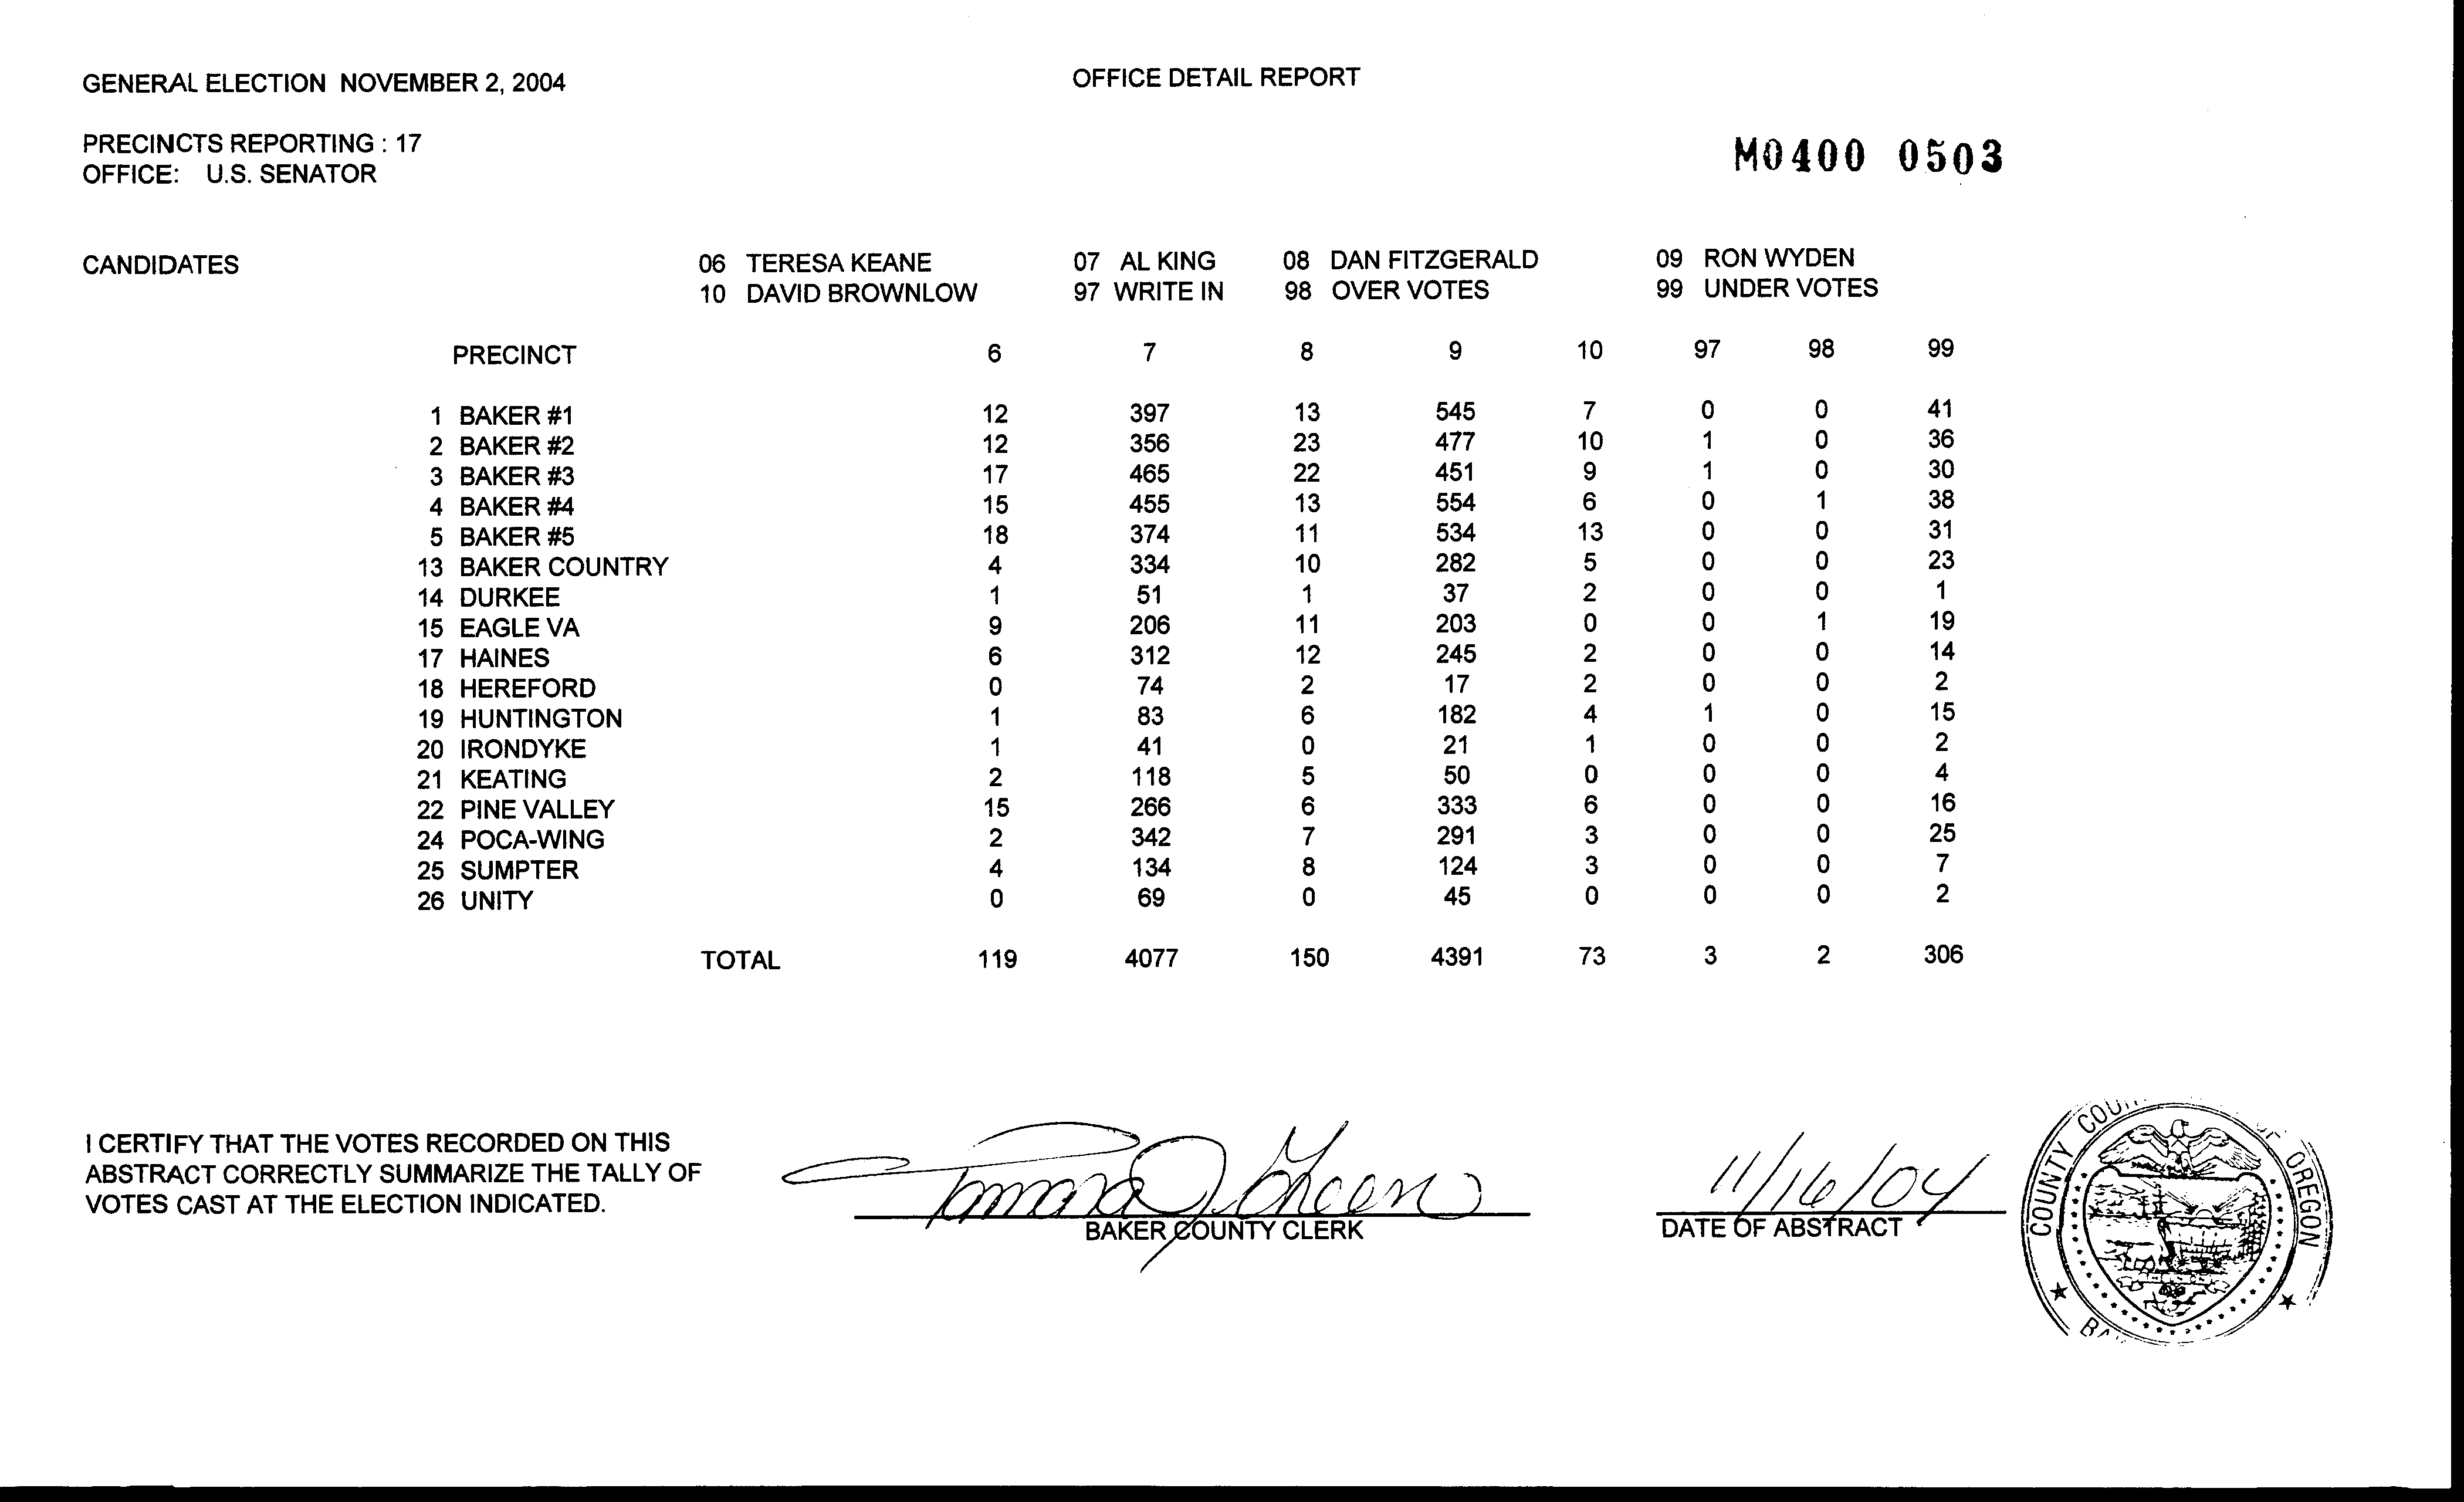 GENERAL ELECTION NOVEMBER 2, 2004 OFFICE DETAIL REPORT
PRECINCTS REPORTING : 17
M0400 0503
OFFICE: U.S. SENATOR
CANDIDATES 06 TERESA KEANE 07 AL KING 08 DAN FITZGERALD 09 RON WYDEN
10 DAVID BROWNLOW 97 WRITE IN 98 OVER VOTES 99 UNDER VOTES
PRECINCT 6 7 8 9 10 97 98 99
1 BAKER #1 12 397 13 545 7 0 0 41
2 BAKER #2 12 356 23 477 10 1 0 36
3 BAKER #3 17 465 22 451 9 1 0 30
4 BAKER #4 15 455 13 554 6 0 1 38
5 BAKER #5 18 374 11 534 13 0 0 31
13 BAKER COUNTRY 4 334 10 282 5 0 0 23
14 DURKEE 1 51 1 37 2 0 0 1
15 EAGLE VA 9 206 11 203 0 0 1 19
17 HAINES 6 312 12 245 2 0 0 14
18 HEREFORD 0 74 2 17 2 0 0 2
19 HUNTINGTON 1 83 6 182 4 1 0 15
20 IRONDYKE 1 41 0 21 1 0 0 2
21 KEATING 2 118 5 50 0 0 0 4
22 PINE VALLEY 15 266 6 333 6 0 0 16
24 POCA-WING 2 342 7 291 3 0 0 25
25 SUMPTER 4 134 8 124 3 0 0 7
26 UNITY 0 69 0 45 0 0 0 2
TOTAL 119 4077 150 4391 73 3 2 306
I CERTIFY THAT THE VOTES RECORDED ON THIS
ABSTRACT CORRECTLY SUMMARIZE THE TALLY OF
VOTES CAST AT THE ELECTION INDICATED.
Tamara J Green
BAKER COUNTY CLERK
11/16/04
DATE OF ABSTRACT
COUNTY OREGON